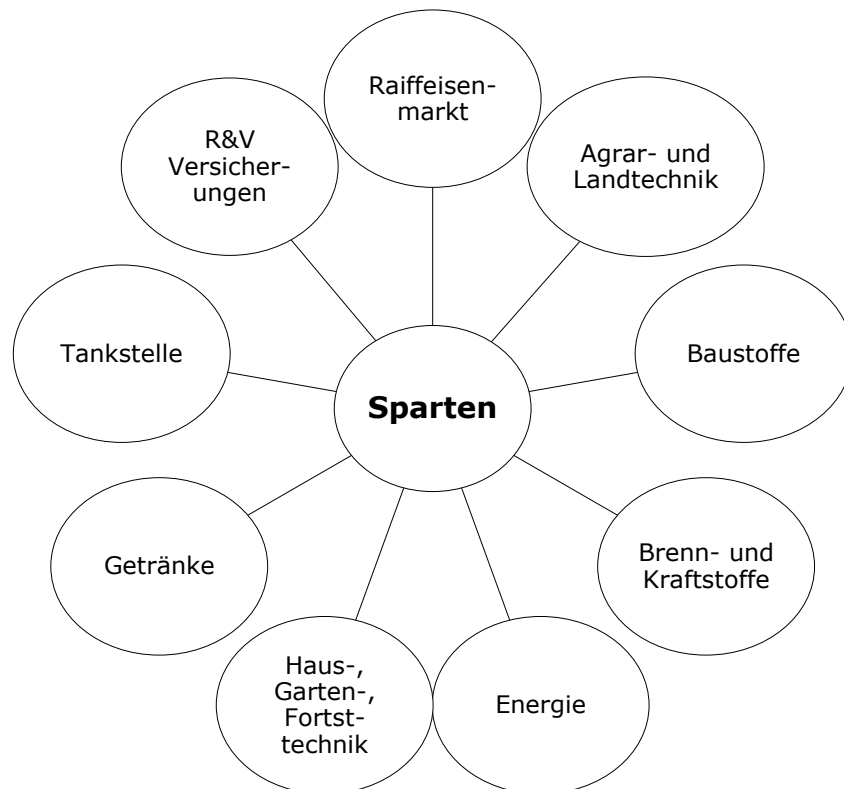 Raiffeisen-
markt
Agrar- und
Landtechnik
Baustoffe
Brenn- und
Kraftstoffe
Energie
Haus-,
Garten-,
Fortst-
technik
Getränke
Tankstelle
R&V
Versicher-
ungen
Sparten